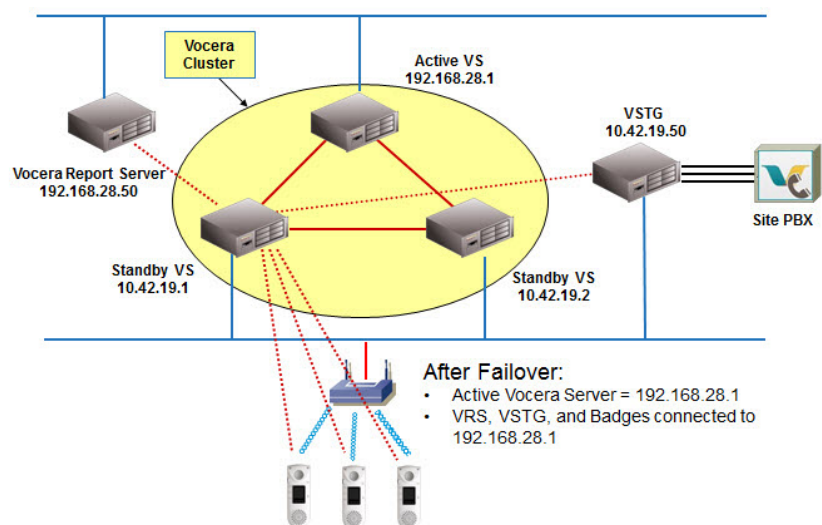 Vocera
Cluster
Active VS
192.168.28.1
VSTG
10.42.19.50
Vocera Report Server
192.168.28.50
Site PBX
Standby VS
10.42.19.1
Standby VS
10.42.19.2
After Failover:
• Active Vocera Server = 192.168.28.1
• VRS, VSTG, and Badges connected to
192.168.28.1